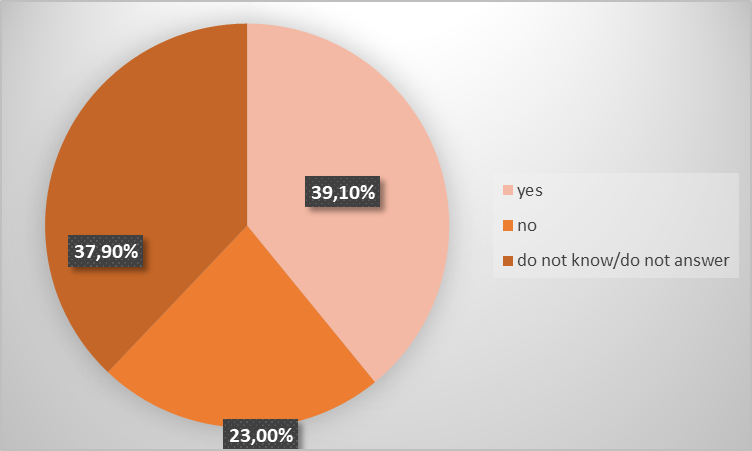 39,10%
37,90%
23,00%
yes
no
do not know/do not answer